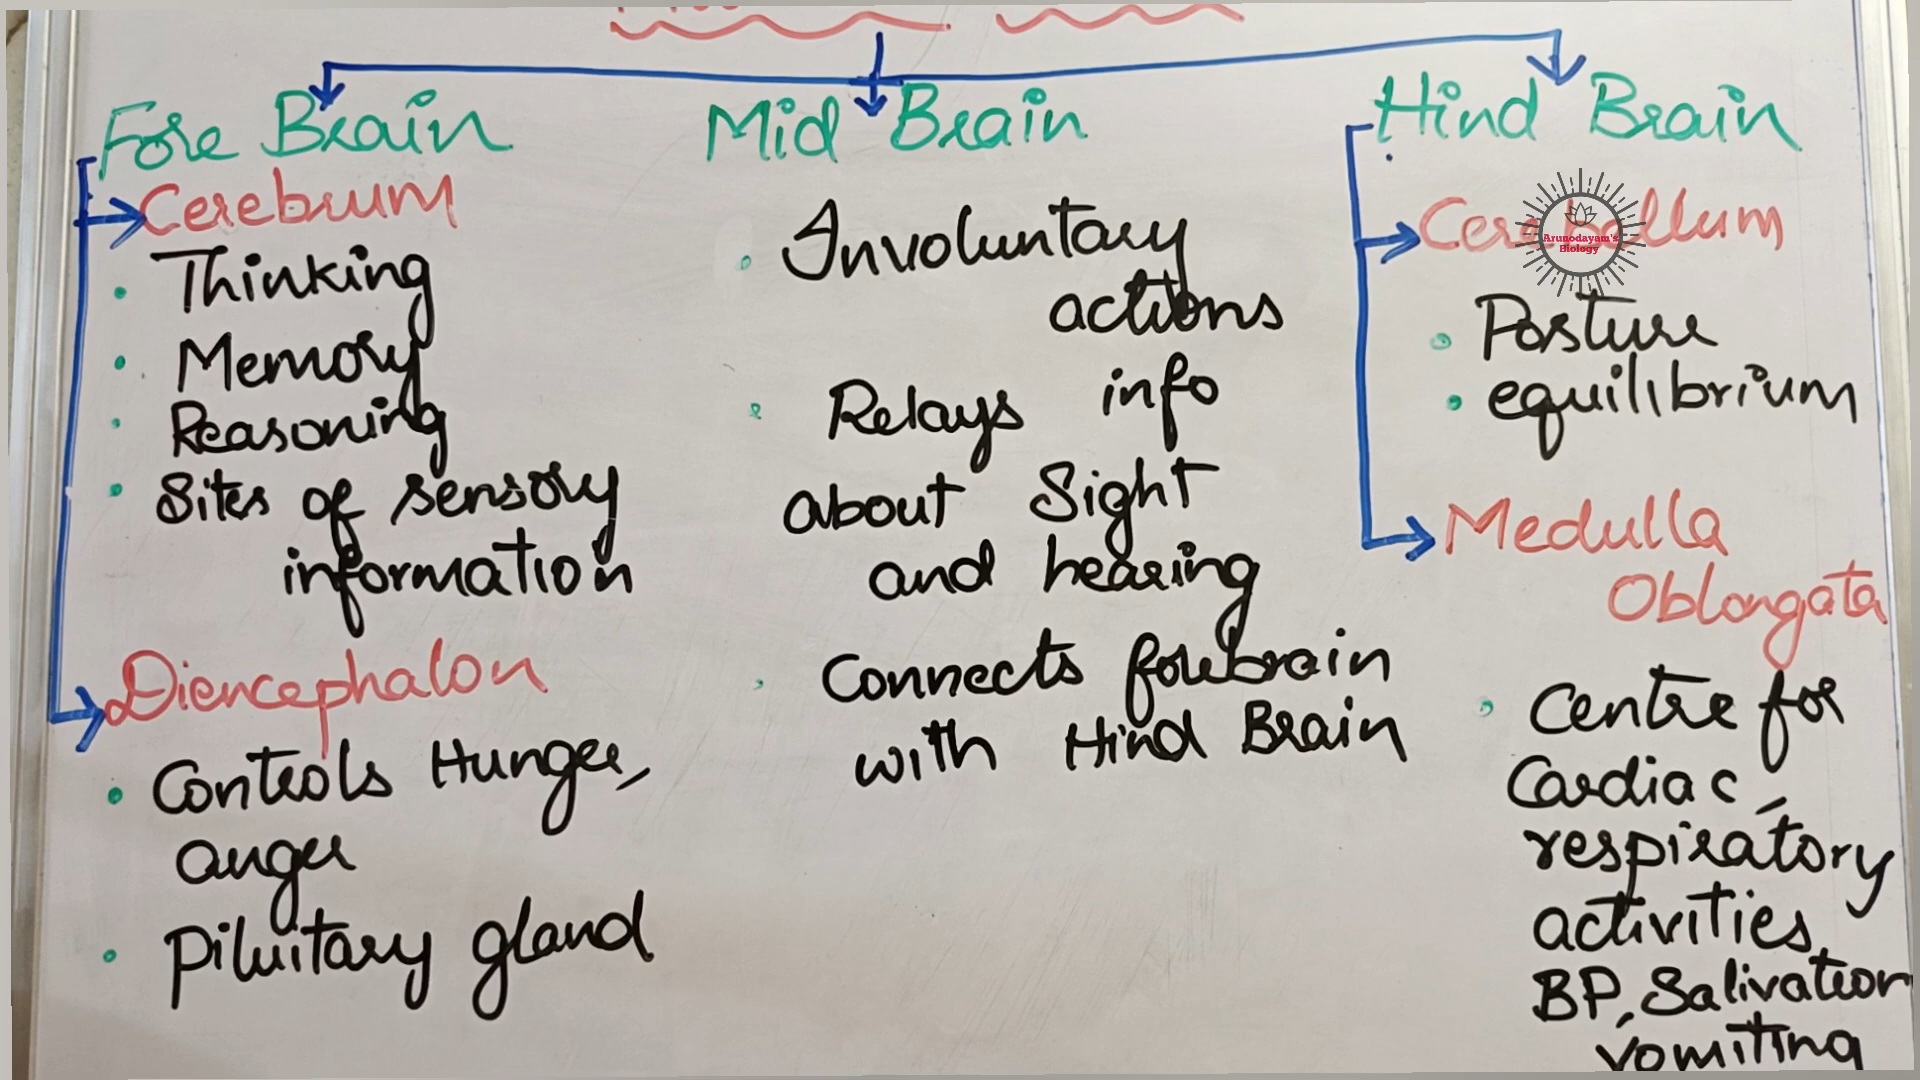 Fore Brain
Cerebrum
Thinking
Memory
Reasoning
Sites of sensory
information
Diencephalon
Controls Hunger,
anger
Pituitary gland
Mid Brain
Involuntary
actions
Relays info
about Sight
and hearing
Connects forebrain
with Hind Brain
Hind Brain
Cerebellum
Arunodayam's
Biology
Posture
equilibrium
Medulla
Oblongata
Centre for
Cardiac,
respiratory
activities,
BP, Salivation
vomiting